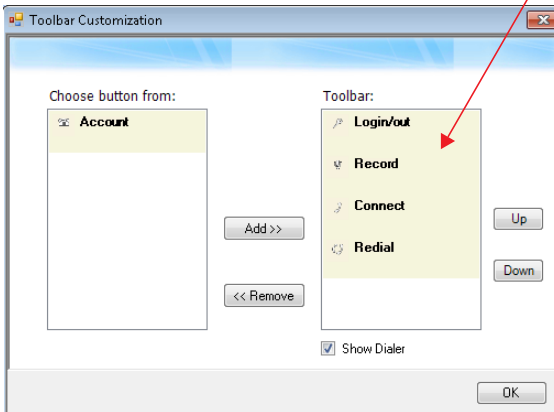 Toolbar Customization
Choose button from:
Account
Add >>
<< Remove
Toolbar:
Login/out
Record
Connect
Redial
Up
Down
Show Dialer
OK